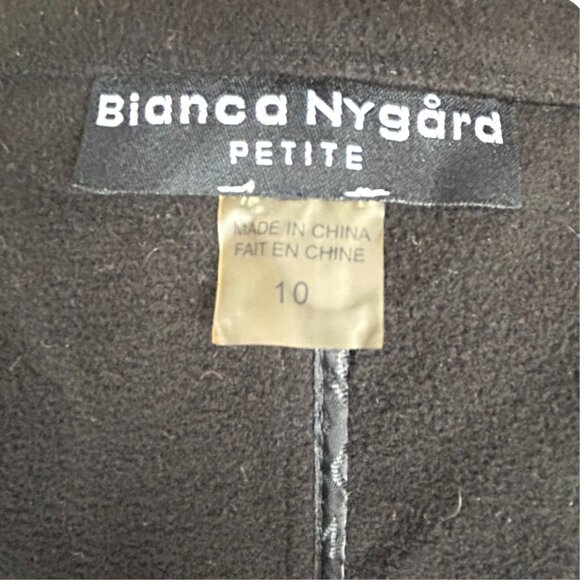 Bianca Nygård
PETITE
MADE IN CHINA
FAIT EN CHINE
10